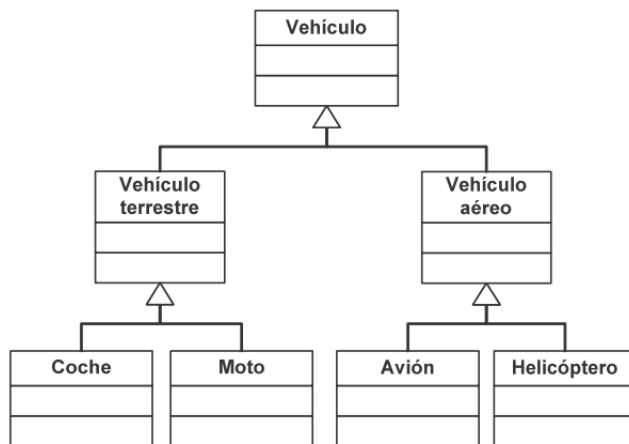 Vehículo
Vehículo
terrestre
Vehículo
aéreo
Coche
Moto
Avión
Helicóptero